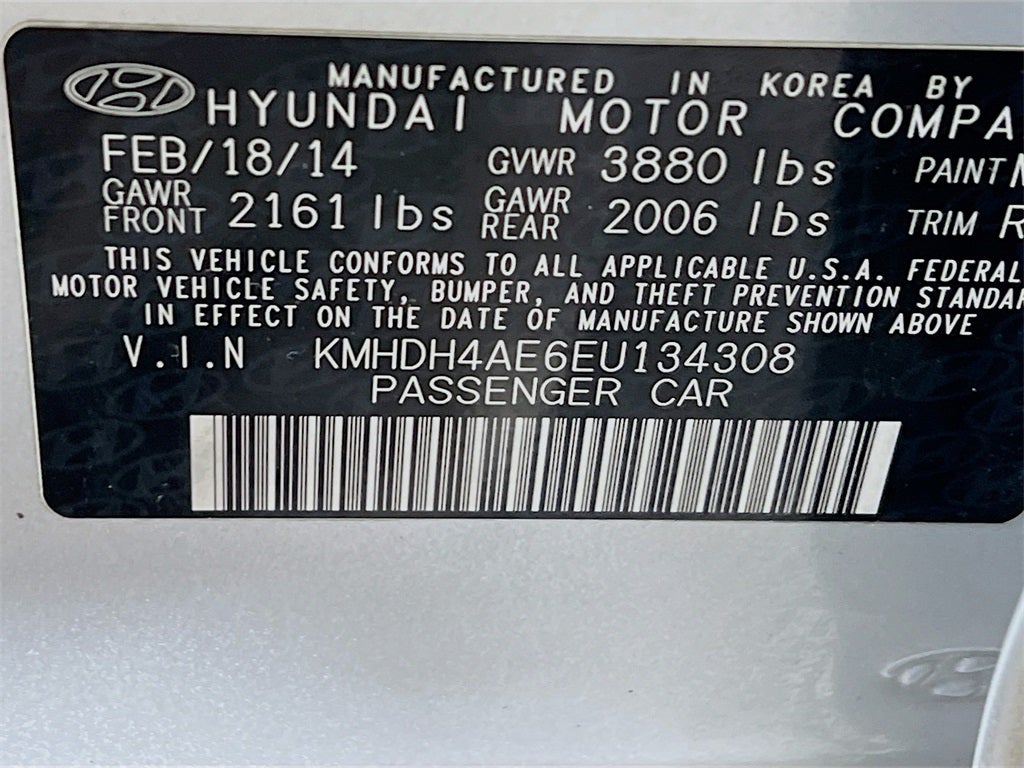 MANUFACTURED IN KOREA BY
HYUNDAI MOTOR COMPA
FEB/18/14 GVWR 3880 lbs PAINT
GAWR FRONT 2161 lbs GAWR REAR 2006 lbs TRIM R
THIS VEHICLE CONFORMS TO ALL APPLICABLE U.S.A. FEDERAL
MOTOR VEHICLE SAFETY, BUMPER, AND THEFT PREVENTION STANDAR
IN EFFECT ON THE DATE OF MANUFACTURE SHOWN ABOVE
V.I.N KMHDH4AE6EU134308
PASSENGER CAR